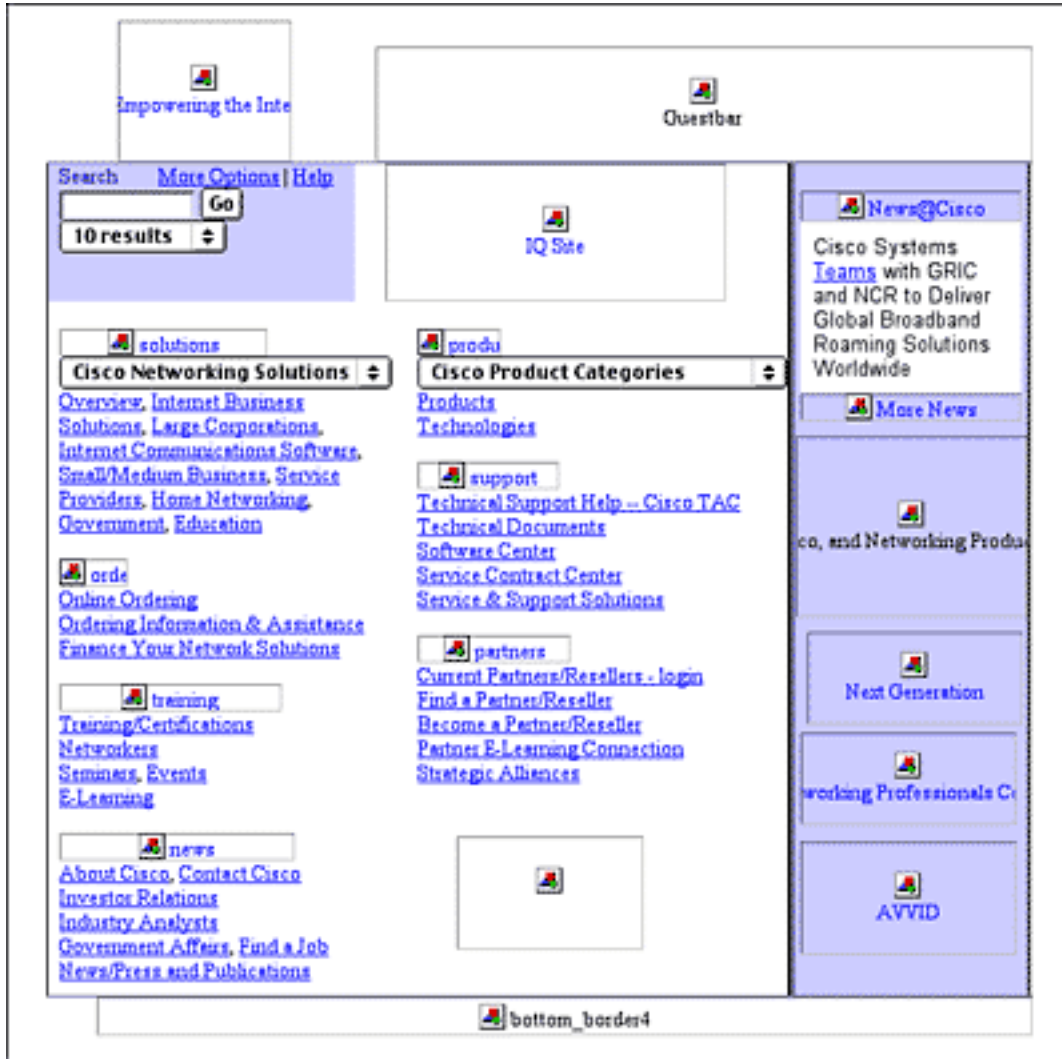 Empowering the Inte
Guestbar
Search More Options | Help
Go
10 results
IQ Site
solutions
Cisco Networking Solutions
Overview, Internet Business
Solutions, Large Corporations,
Internet Communications Software,
Small/Medium Business, Service
Providers, Home Networking,
Government, Education
orde
Online Ordering
Ordering Information & Assistance
Finance Your Network Solutions
training
Training/Certifications
Networkers
Seminars, Events
E-Learning
news
About Cisco, Contact Cisco
Investor Relations
Industry Analysts
Government Affairs, Find a Job
News/Press and Publications
produ
Cisco Product Categories
Products
Technologies
support
Technical Support Help -- Cisco TAC
Technical Documents
Software Center
Service Contract Center
Service & Support Solutions
partners
Current Partners/Resellers - login
Find a Partner/Reseller
Become a Partner/Reseller
Partner E-Learning Connection
Strategic Alliances
News@Cisco
Cisco Systems
Teams with GRIC
and NCR to Deliver
Global Broadband
Roaming Solutions
Worldwide
More News
co, and Networking Produ
Next Generation
working Professionals Co
AVVID
bottom_border4